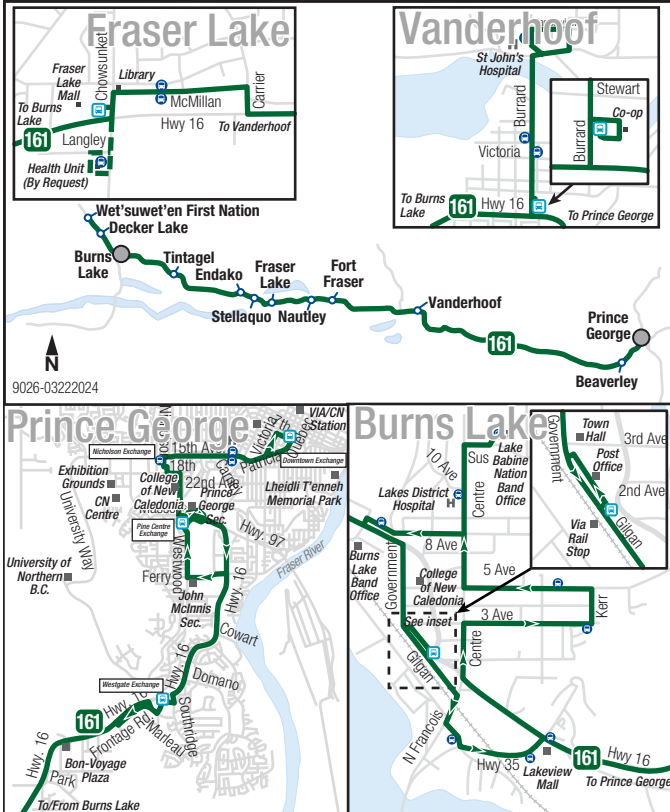 Fraser Lake
Chowsunket
Fraser
Lake
Mall
Library
McMillan
Carrier
To Burns
Lake
161
Hwy 16
To Vanderhoof
Langley
Health Unit
(By Request)
Vanderhoof
St John's
Hospital
Burrard
Victoria
Stewart
Co-op
Burrard
To Burns
Lake
161
Hwy 16
To Prince George
Wet'suwet'en First Nation
Decker Lake
Burns
Lake
Tintagel
Endako
Fraser
Lake
Fort
Fraser
Stellaquo
Nautley
Vanderhoof
161
Prince
George
Beaverley
N
9026-03222024
Prince George
VIA/CN
Station
Victoria
Quebec
Nicholson Exchange
15th Ave
Patricia
Downtown Exchange
18th
Exhibition
Grounds
College
of New
Caledonia
22nd Ave
Prince
George
Sec.
Lheidli T'enneh
Memorial Park
CN
Centre
University Way
Pine Centre
Exchange
Hwy. 97
Westwood
University of
Northern
B.C.
Ferry
Hwy. 16
Fraser River
John
McInnis
Sec.
Cowart
Hwy. 16
Domano
Westgate Exchange
Hwy. 16
161
Frontage Rd.
Marleau
Southridge
Hwy. 16
Park
Bon-Voyage
Plaza
To/From Burns Lake
Burns Lake
10 Ave
Sus
Centre
Lake
Babine
Nation
Band
Office
Lakes District
Hospital
H
8 Ave
Burns
Lake
Band
Office
Government
College
of New
Caledonia
5 Ave
See inset
3 Ave
Kerr
Centre
Gilgan
N Francois
Hwy 35
Lakeview
Mall
161
Hwy 16
To Prince George
Government
Town
Hall
3rd Ave
Post
Office
2nd Ave
Via
Rail
Stop
Gilgan